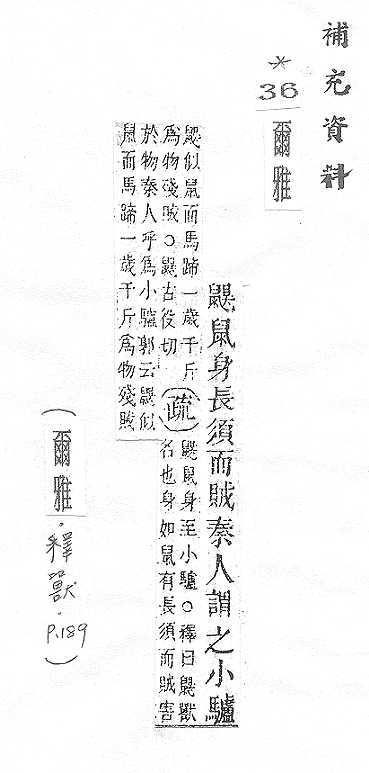 補充資料
*
36
爾雅
鼳鼠身長須而賊秦人謂之小驢
鼳似鼠而馬蹄一歲千斤
為物殘賊○鼳古役切
(疏)
鼳鼠身至小驢○釋曰鼳獸
名也身如鼠有長須而賊害
於物秦人呼為小驢郭云鼳似
鼠而馬蹄一歲千斤為物殘賊
(爾雅·釋獸·P.189)